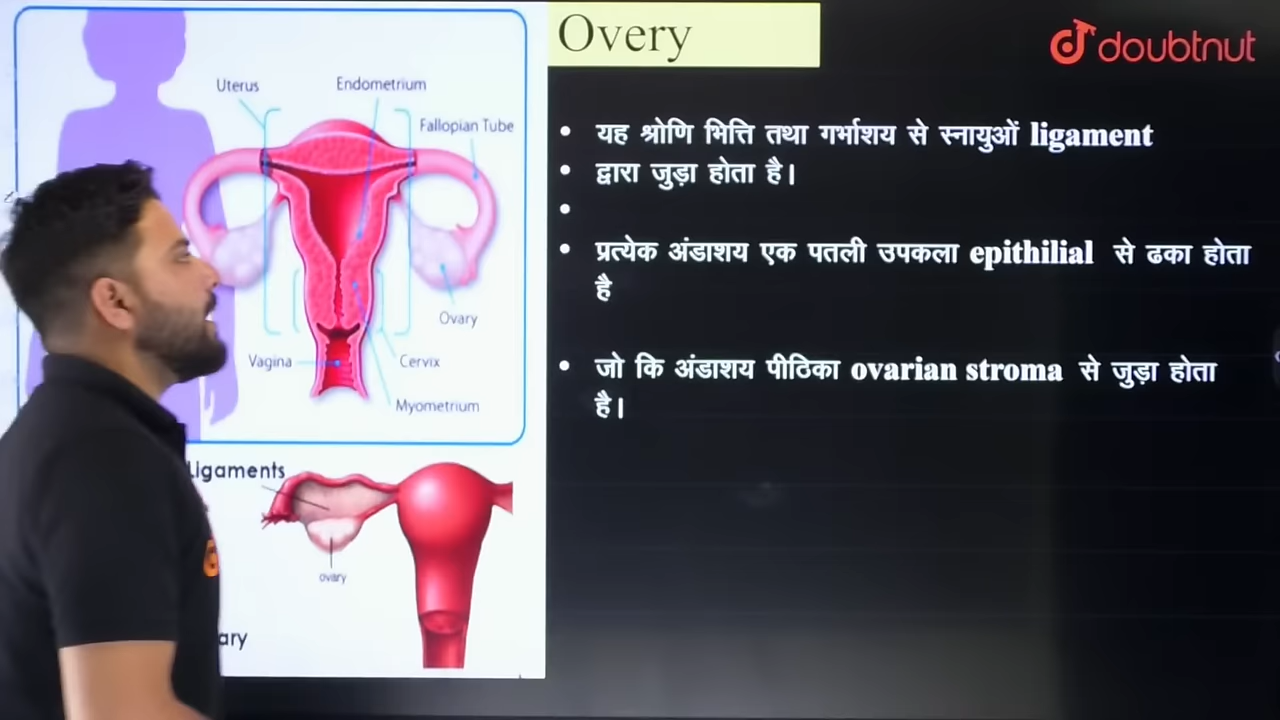 Overy
doubtnut
Uterus
Endometrium
Fallopian Tube
Ovary
Vagina
Cervix
Myometrium
Ligaments
ovary
ary
• यह श्रोणि भित्ति तथा गर्भाशय से स्नायुओं ligament
• द्वारा जुड़ा होता है।
•
• प्रत्येक अंडाशय एक पतली उपकला epithilial से ढका होता
है
• जो कि अंडाशय पीठिका ovarian stroma से जुड़ा होता
है।